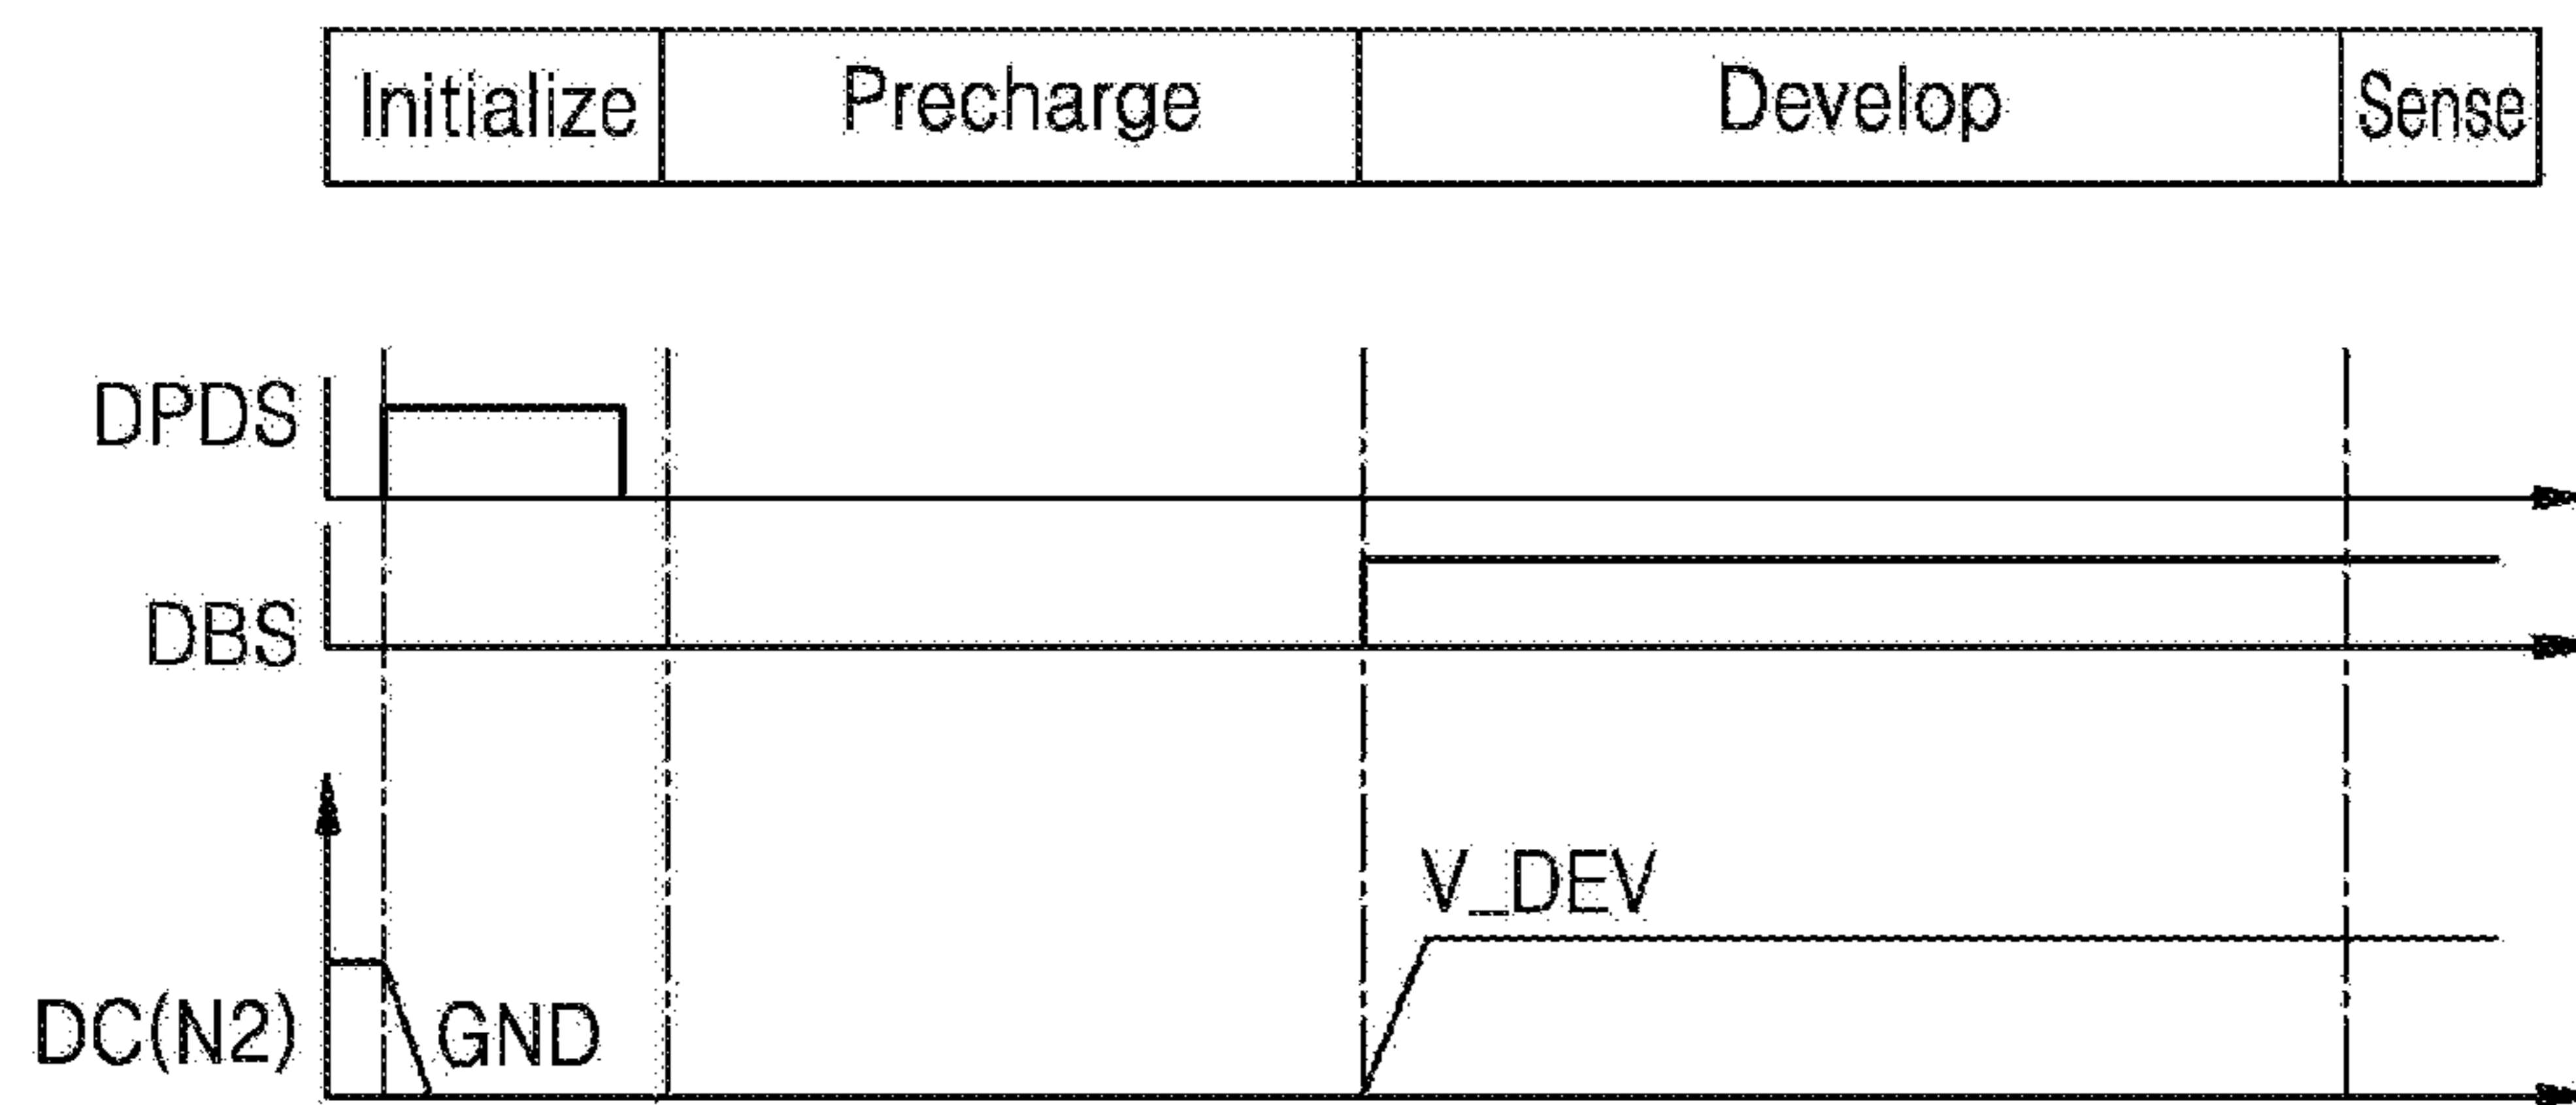 Initialize Precharge Develop Sense
DPDS
DBS
V_DEV
DC(N2) GND